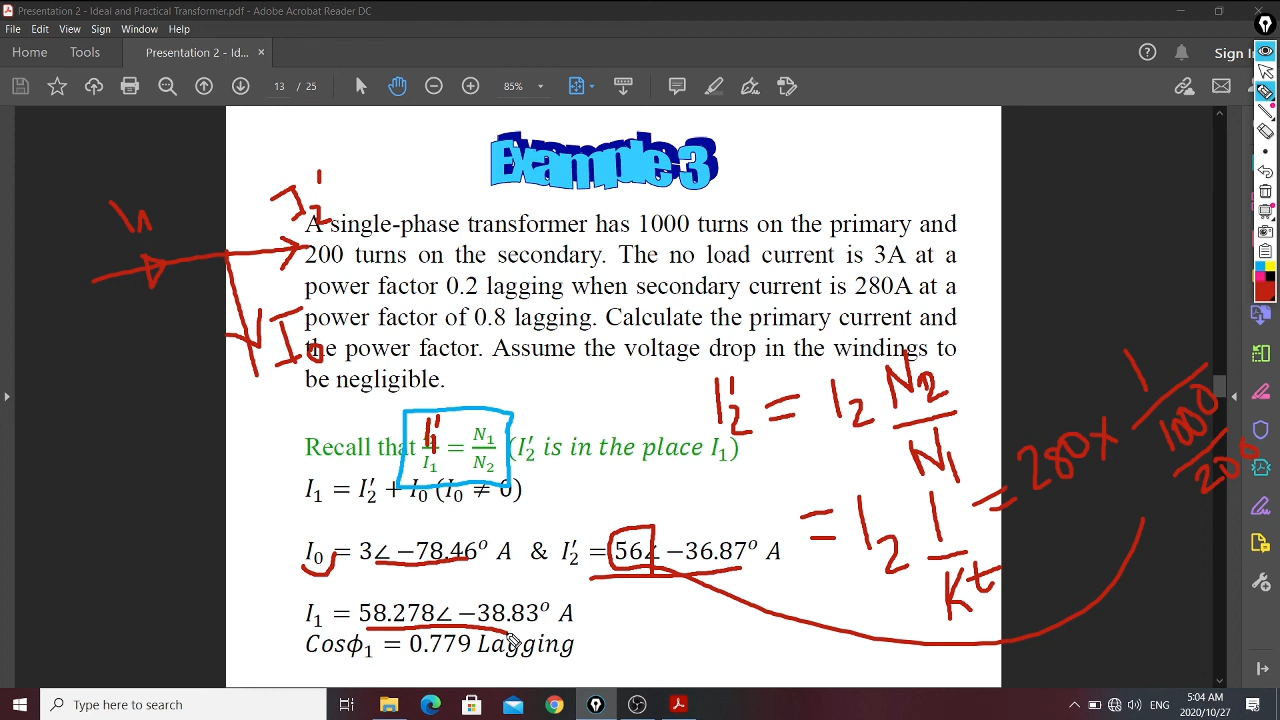 Presentation 2 - Ideal and Practical Transformer.pdf - Adobe Acrobat Reader DC
File Edit View Sign Window Help
Home Tools Presentation 2 - Id... × Sign In
13 / 25 85%
Example 3
A single-phase transformer has 1000 turns on the primary and
200 turns on the secondary. The no load current is 3A at a
power factor 0.2 lagging when secondary current is 280A at a
power factor of 0.8 lagging. Calculate the primary current and
the power factor. Assume the voltage drop in the windings to
be negligible.
I₂'
I₀
I₂' = I₂ N₂/N₁
= I₂ 1/Kt
= 280 × 1/(1000/200)
Recall that /I₁ = N₁/N₂ (I₂′ is in the place I₁)
I₁ = I₂′ + I₀ (I₀ ≠ 0)
I₀ = 3∠ −78.46° A & I₂′ = 56∠ −36.87° A
I₁ = 58.278∠ −38.83° A
Cosϕ₁ = 0.779 Lagging
Type here to search
5:04 AM
ENG
2020/10/27